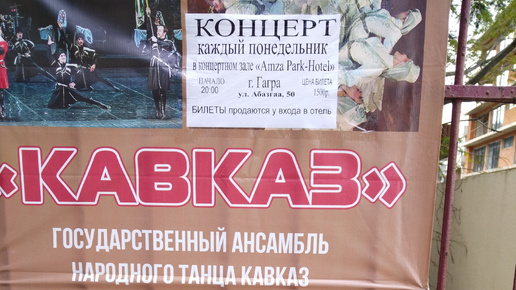 КОНЦЕРТ
каждый понедельник
в концертном зале «Amza Park-Hotel»
НАЧАЛО г. Гагра ЦЕНА БИЛЕТА
20:00 ул. Абазгаа, 50 1500р.
БИЛЕТЫ продаются у входа в отель
«КАВКАЗ»
ГОСУДАРСТВЕННЫЙ АНСАМБЛЬ
НАРОДНОГО ТАНЦА КАВКАЗ